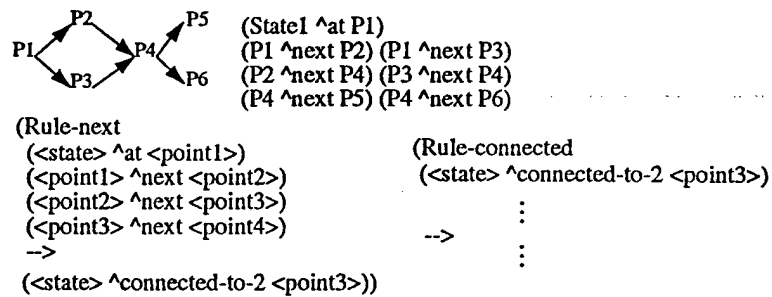 P2 P5
P1 P4
P3 P6
(State1 ^at P1)
(P1 ^next P2) (P1 ^next P3)
(P2 ^next P4) (P3 ^next P4)
(P4 ^next P5) (P4 ^next P6)
(Rule-next
(<state> ^at <point1>)
(<point1> ^next <point2>)
(<point2> ^next <point3>)
(<point3> ^next <point4>)
-->
(<state> ^connected-to-2 <point3>))
(Rule-connected
(<state> ^connected-to-2 <point3>)
-->